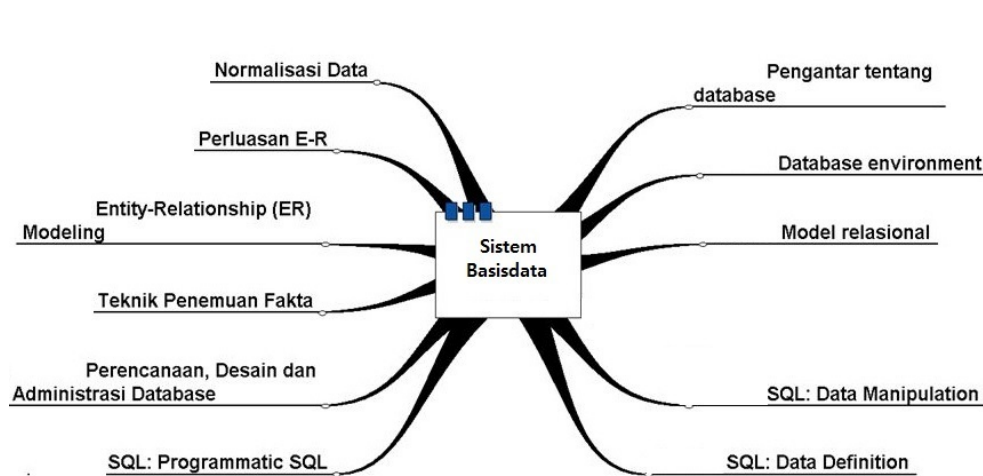 Normalisasi Data
Perluasan E-R
Entity-Relationship (ER)
Modeling
Teknik Penemuan Fakta
Perencanaan, Desain dan
Administrasi Database
SQL: Programmatic SQL
Sistem
Basisdata
Pengantar tentang
database
Database environment
Model relasional
SQL: Data Manipulation
SQL: Data Definition